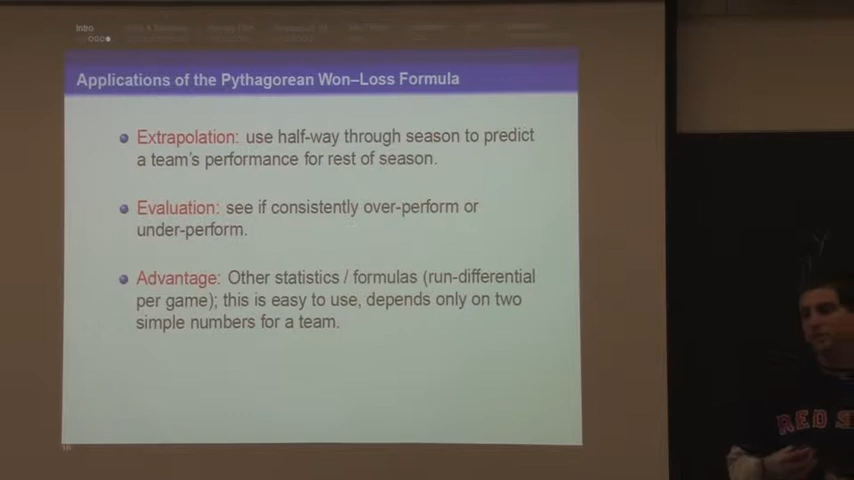 Intro
Applications of the Pythagorean Won–Loss Formula
Extrapolation: use half-way through season to predict
a team's performance for rest of season.
Evaluation: see if consistently over-perform or
under-perform.
Advantage: Other statistics / formulas (run-differential
per game); this is easy to use, depends only on two
simple numbers for a team.
RED S